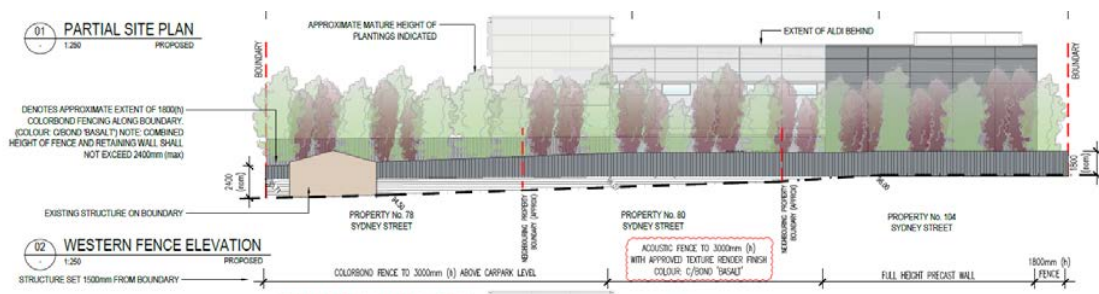 01 PARTIAL SITE PLAN
- 1:250 PROPOSED
APPROXIMATE MATURE HEIGHT OF
PLANTINGS INDICATED
EXTENT OF ALDI BEHIND
BOUNDARY
BOUNDARY
DENOTES APPROXIMATE EXTENT OF 1800(h)
COLORBOND FENCING ALONG BOUNDARY.
(COLOUR: C/BOND 'BASALT') NOTE: COMBINED
HEIGHT OF FENCE AND RETAINING WALL SHALL
NOT EXCEED 2400mm (max)
2400
(nom)
1800
(nom)
94.50
96.00
EXISTING STRUCTURE ON BOUNDARY
PROPERTY No. 78
SYDNEY STREET
NEIGHBOURING PROPERTY
BOUNDARY (APPROX)
PROPERTY No. 80
SYDNEY STREET
NEIGHBOURING PROPERTY
BOUNDARY (APPROX)
PROPERTY No. 104
SYDNEY STREET
02 WESTERN FENCE ELEVATION
- 1:250 PROPOSED
STRUCTURE SET 1500mm FROM BOUNDARY
COLORBOND FENCE TO 3000mm (h) ABOVE CARPARK LEVEL
ACOUSTIC FENCE TO 3000mm (h)
WITH APPROVED TEXTURE RENDER FINISH
COLOUR: C/BOND 'BASALT'
FULL HEIGHT PRECAST WALL
1800mm (h)
FENCE